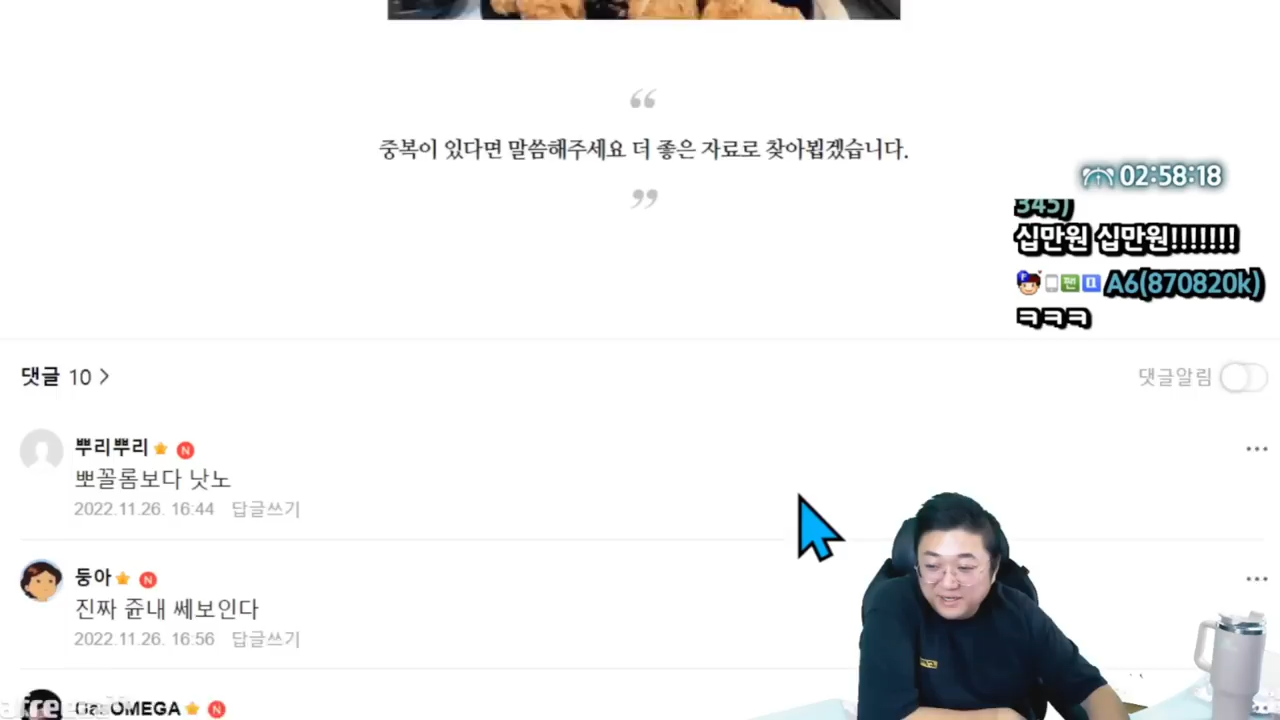 “
중복이 있다면 말씀해주세요 더 좋은 자료로 찾아뵙겠습니다.
”
02:58:18
345)
십만원 십만원!!!!!!!
팬 A6(870820k)
ㅋㅋㅋ
댓글 10 >
댓글알림
뿌리뿌리 N
뽀꼴롬보다 낫노
2022.11.26. 16:44 답글쓰기
둥아 N
진짜 쥰내 쎄보인다
2022.11.26. 16:56 답글쓰기
OMEGA N